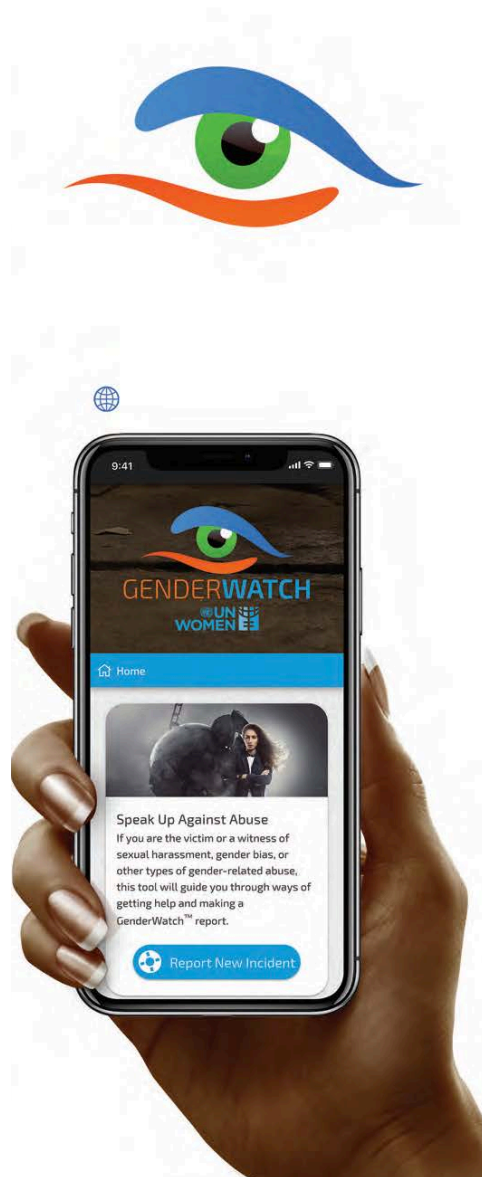 9:41
GENDERWATCH
UN
WOMEN
Home
Speak Up Against Abuse
If you are the victim or a witness of
sexual harassment, gender bias, or
other types of gender-related abuse,
this tool will guide you through ways of
getting help and making a
GenderWatch™ report.
Report New Incident